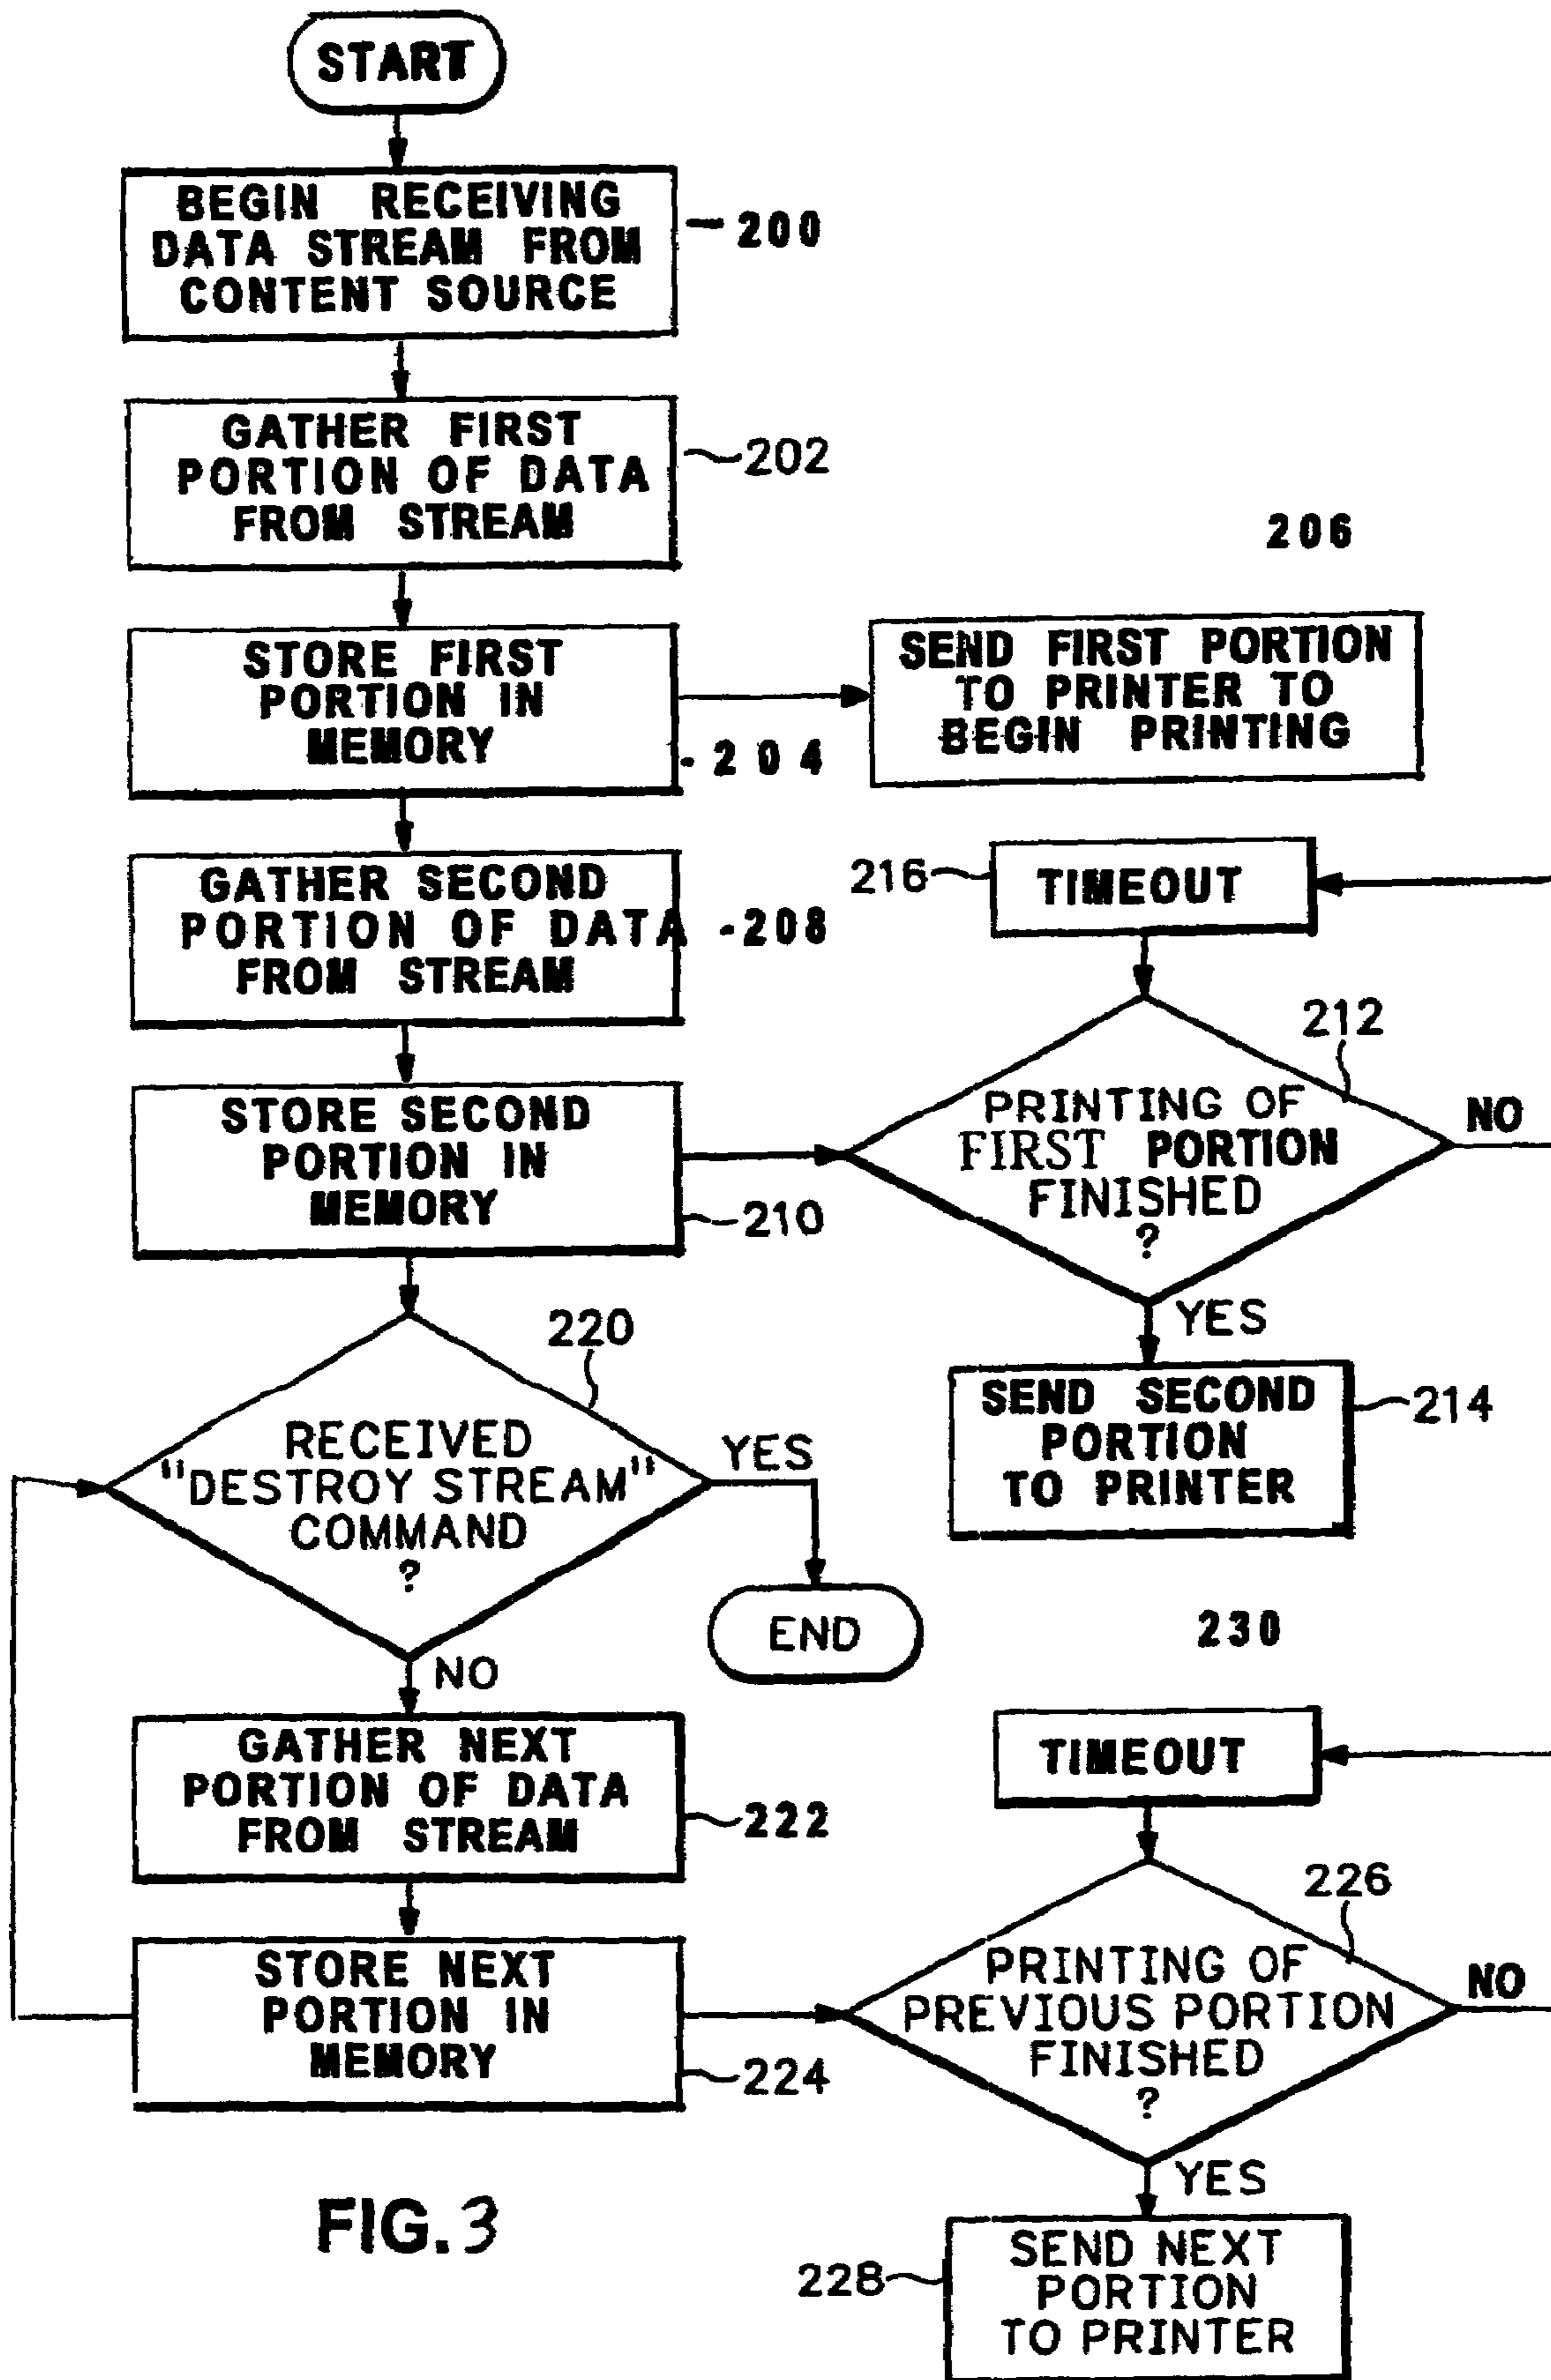 START
BEGIN RECEIVING
DATA STREAM FROM
CONTENT SOURCE
200
GATHER FIRST
PORTION OF DATA
FROM STREAM
202
STORE FIRST
PORTION IN
MEMORY
204
206
SEND FIRST PORTION
TO PRINTER TO
BEGIN PRINTING
GATHER SECOND
PORTION OF DATA
FROM STREAM
208
STORE SECOND
PORTION IN
MEMORY
210
216
TIMEOUT
212
PRINTING OF
FIRST PORTION
FINISHED
?
NO
YES
SEND SECOND
PORTION
TO PRINTER
214
220
RECEIVED
"DESTROY STREAM"
COMMAND
?
YES
END
NO
GATHER NEXT
PORTION OF DATA
FROM STREAM
222
STORE NEXT
PORTION IN
MEMORY
224
230
TIMEOUT
226
PRINTING OF
PREVIOUS PORTION
FINISHED
?
NO
YES
228
SEND NEXT
PORTION
TO PRINTER
FIG. 3